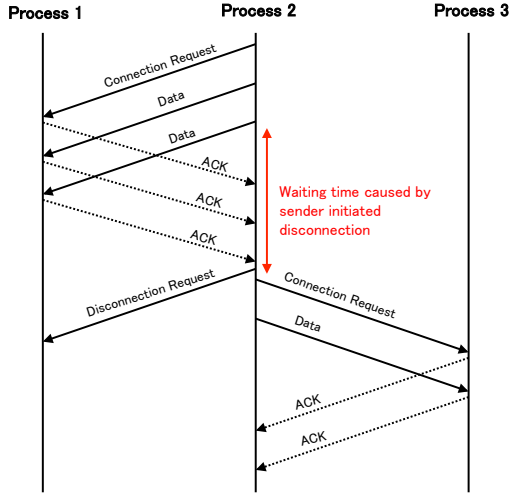 Process 1
Process 2
Process 3
Connection Request
Data
Data
ACK
Waiting time caused by
sender initiated
disconnection
ACK
ACK
Disconnection Request
Connection Request
Data
ACK
ACK